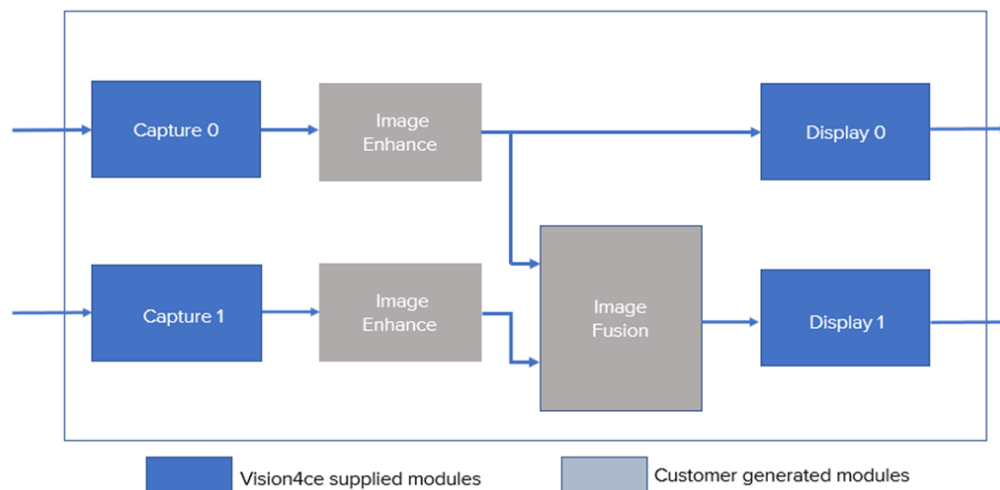 Capture 0
Image
Enhance
Display 0
Capture 1
Image
Enhance
Image
Fusion
Display 1
Vision4ce supplied modules
Customer generated modules